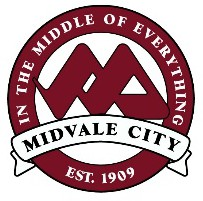 IN THE MIDDLE OF EVERYTHING
MIDVALE CITY
EST. 1909